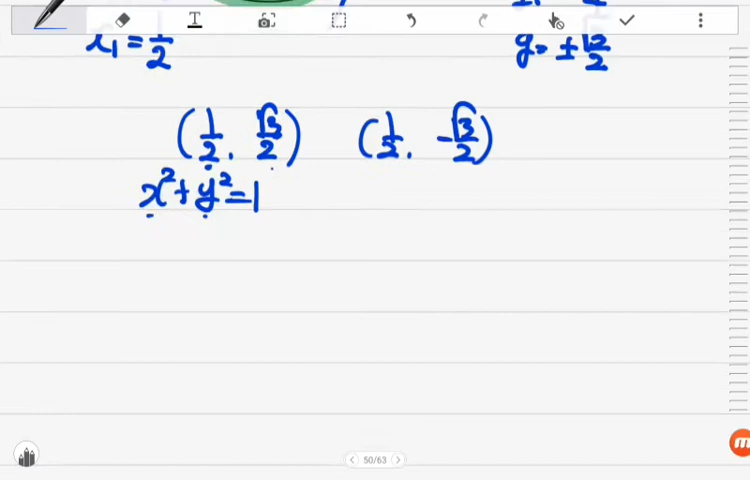 x₁ = 1/2
y = ± √3/2
(1/2, √3/2) (1/2, -√3/2)
x² + y² = 1
50/63